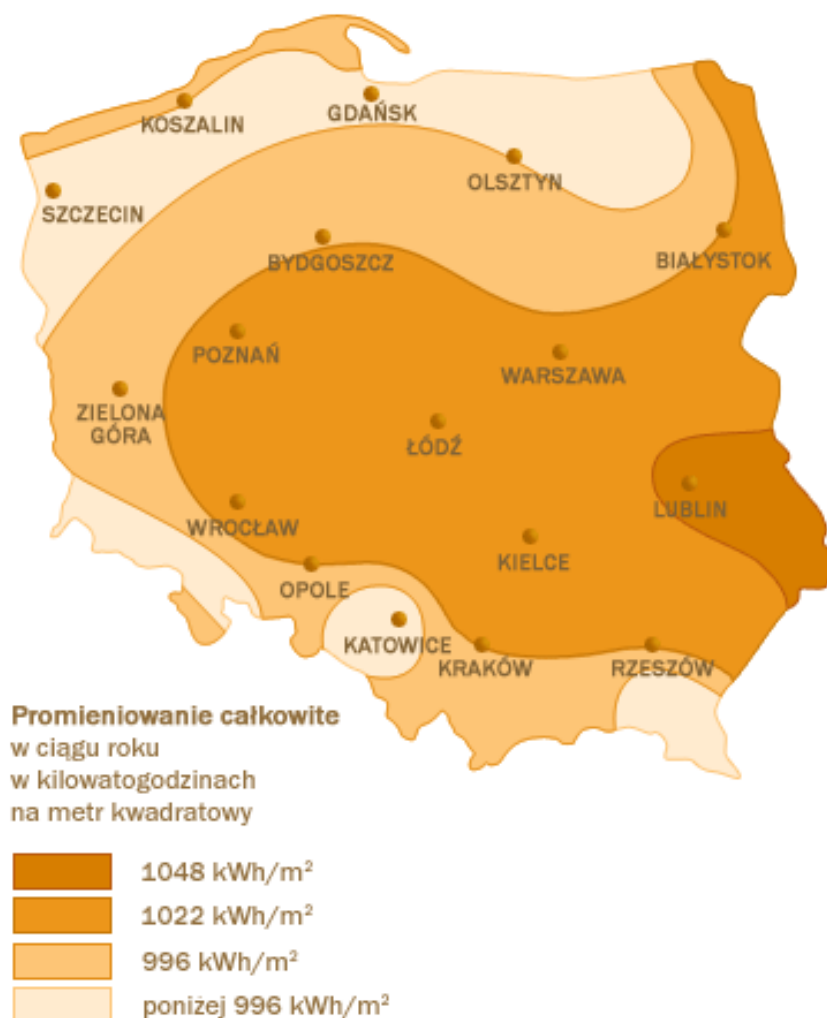 KOSZALIN
GDAŃSK
OLSZTYN
SZCZECIN
BYDGOSZCZ
BIAŁYSTOK
POZNAŃ
WARSZAWA
ZIELONA
GÓRA
ŁÓDŹ
LUBLIN
WROCŁAW
KIELCE
OPOLE
KATOWICE
KRAKÓW
RZESZÓW
Promieniowanie całkowite
w ciągu roku
w kilowatogodzinach
na metr kwadratowy
1048 kWh/m²
1022 kWh/m²
996 kWh/m²
poniżej 996 kWh/m²